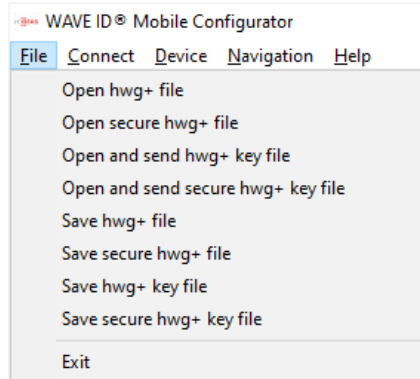 WAVE ID® Mobile Configurator
File Connect Device Navigation Help
Open hwg+ file
Open secure hwg+ file
Open and send hwg+ key file
Open and send secure hwg+ key file
Save hwg+ file
Save secure hwg+ file
Save hwg+ key file
Save secure hwg+ key file
Exit